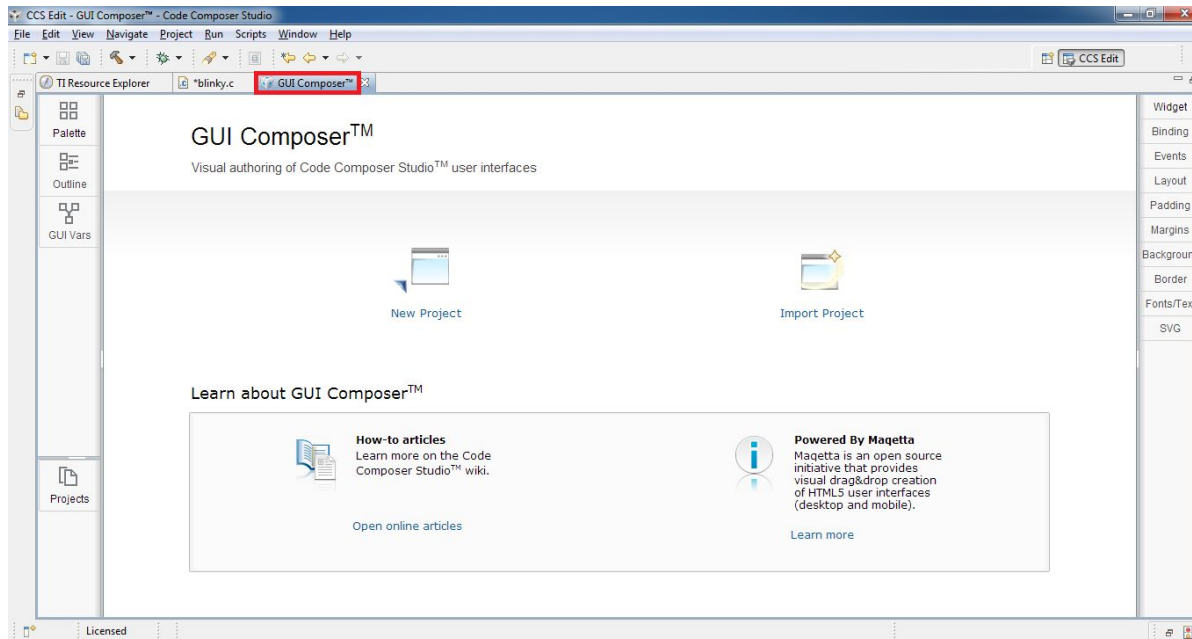 CCS Edit - GUI Composer™ - Code Composer Studio
File Edit View Navigate Project Run Scripts Window Help
CCS Edit
TI Resource Explorer *blinky.c GUI Composer™
Palette
Outline
GUI Vars
Projects
GUI Composer™
Visual authoring of Code Composer Studio™ user interfaces
New Project
Import Project
Learn about GUI Composer™
How-to articles
Learn more on the Code
Composer Studio™ wiki.
Open online articles
Powered By Maqetta
Maqetta is an open source
initiative that provides
visual drag&drop creation
of HTML5 user interfaces
(desktop and mobile).
Learn more
Widget
Binding
Events
Layout
Padding
Margins
Backgroun
Border
Fonts/Tex
SVG
Licensed